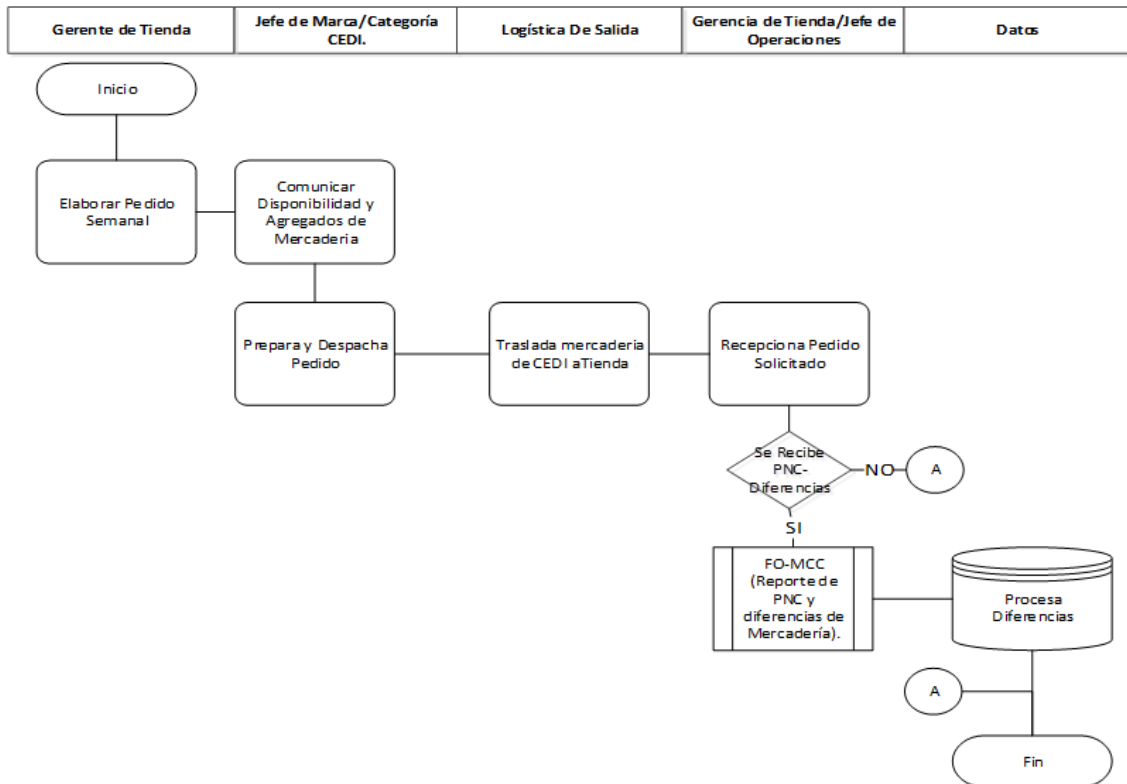 Gerente de Tienda
Jefe de Marca/Categoría
CEDI.
Logística De Salida
Gerencia de Tienda/Jefe de
Operaciones
Datos
Inicio
Elaborar Pedido
Semanal
Comunicar
Disponibilidad y
Agregados de
Mercaderia
Prepara y Despacha
Pedido
Traslada mercaderia
de CEDI aTienda
Recepciona Pedido
Solicitado
Se Recibe
PNC-
Diferencias
NO
A
SI
FO-MCC
(Reporte de
PNC y
diferencias de
Mercadería).
Procesa
Diferencias
A
Fin